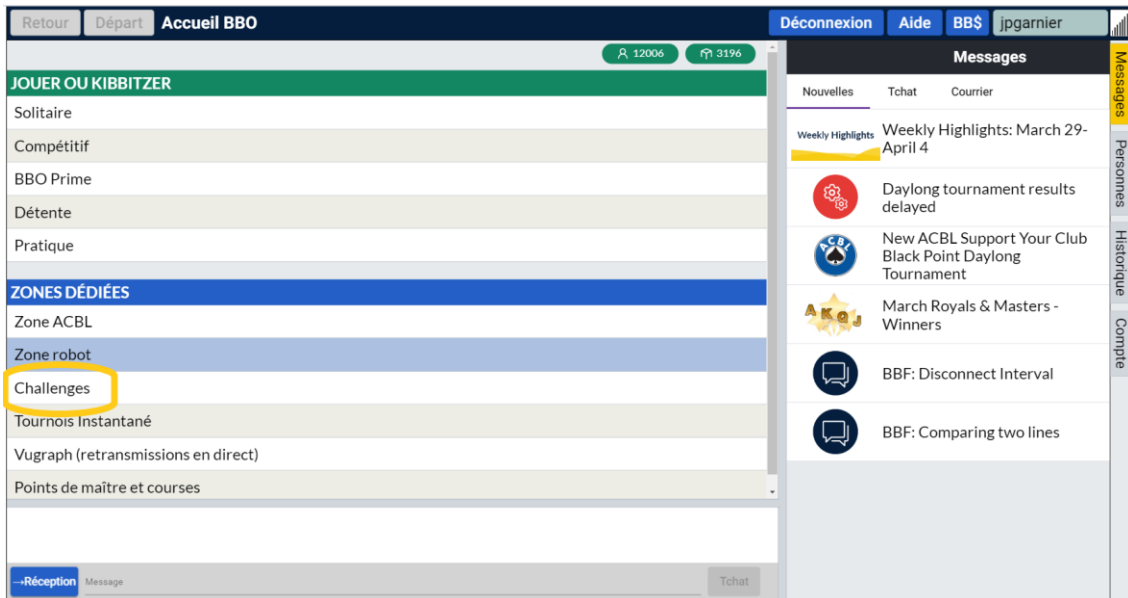 Retour
Départ
Accueil BBO
Déconnexion
Aide
BB$
jpgarnier
12006
3196
JOUER OU KIBBITZER
Solitaire
Compétitif
BBO Prime
Détente
Pratique
ZONES DÉDIÉES
Zone ACBL
Zone robot
Challenges
Tournois Instantané
Vugraph (retransmissions en direct)
Points de maître et courses
→Réception
Message
Tchat
Messages
Nouvelles
Tchat
Courrier
Weekly Highlights
Weekly Highlights: March 29-
April 4
Daylong tournament results
delayed
ACBL
New ACBL Support Your Club
Black Point Daylong
Tournament
A K Q J
March Royals & Masters -
Winners
BBF: Disconnect Interval
BBF: Comparing two lines
Messages
Personnes
Historique
Compte